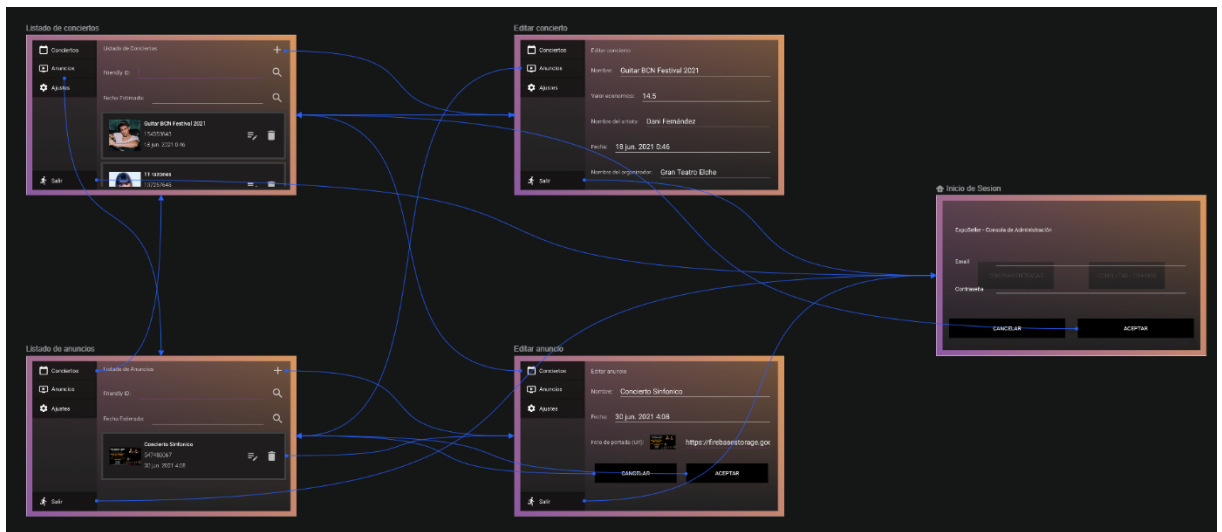 Listado de conciertos
Conciertos
Anuncios
Ajustes
Salir
Listado de Conciertos
Friendly ID:
Fecha Estimada:
Guitar BCN Festival 2021
18 jun. 2021 0:46
11 razones
Editar concierto
Conciertos
Anuncios
Ajustes
Salir
Editar concierto
Nombre: Guitar BCN Festival 2021
Valor economico: 14.5
Nombre del artista: Dani Fernández
Fecha: 18 jun. 2021 0:46
Nombre del organizador: Gran Teatro Elche
Inicio de Sesion
ExpoSeller - Consola de Administración
Email
Contraseña
CANCELAR
ACEPTAR
Listado de anuncios
Conciertos
Anuncios
Ajustes
Salir
Listado de Anuncios
Friendly ID:
Fecha Estimada:
Concierto Sinfonico
30 jun. 2021 4:08
Editar anuncio
Conciertos
Anuncios
Ajustes
Salir
Editar anuncio
Nombre: Concierto Sinfonico
Fecha: 30 jun. 2021 4:08
Foto de portada (Url): https://firebasestorage.goo
CANCELAR
ACEPTAR